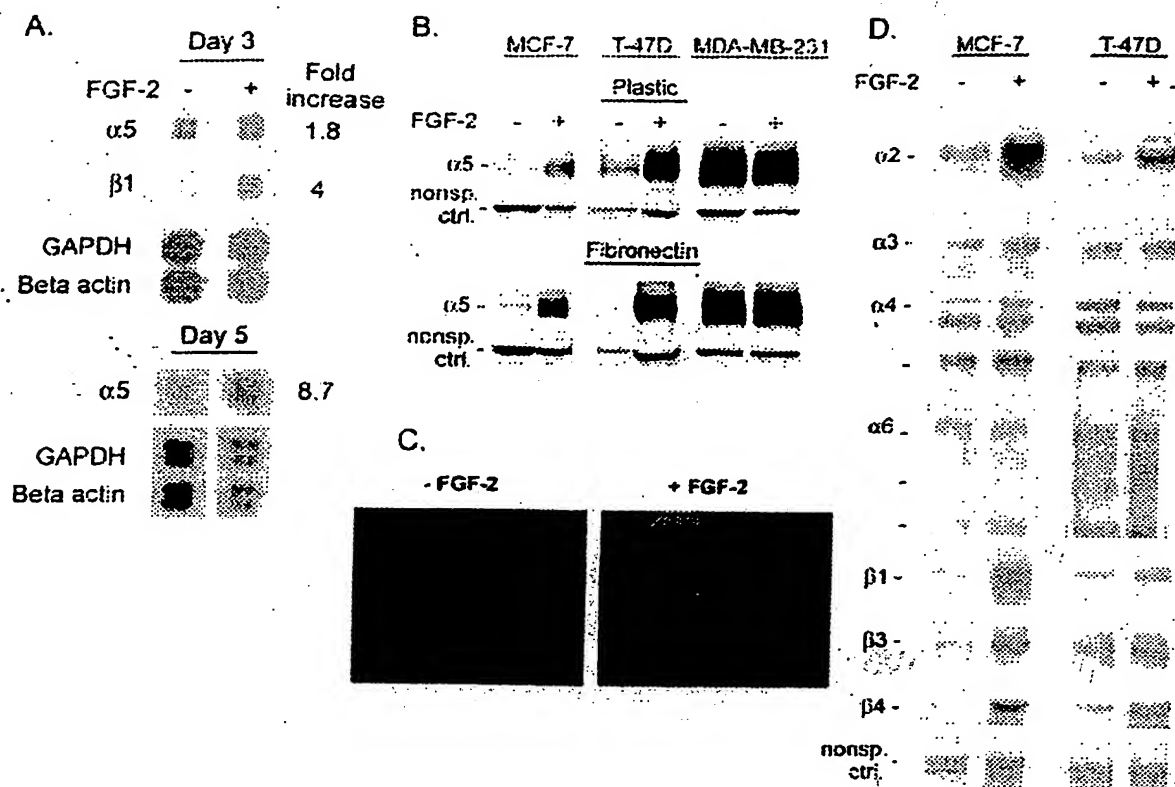 A.
Day 3
FGF-2 - +
Fold increase
α5 1.8
β1 4
GAPDH
Beta actin
Day 5
α5 8.7
GAPDH
Beta actin
B.
MCF-7 T-47D MDA-MB-231
Plastic
FGF-2 - + - + - +
α5 -
nonsp. ctrl. -
Fibronectin
α5 -
nonsp. ctrl. -
C.
- FGF-2 + FGF-2
D.
MCF-7 T-47D
FGF-2 - + - +
α2 -
α3 -
α4 -
-
α6 -
-
-
β1 -
β3 -
β4 -
nonsp. ctrl. -